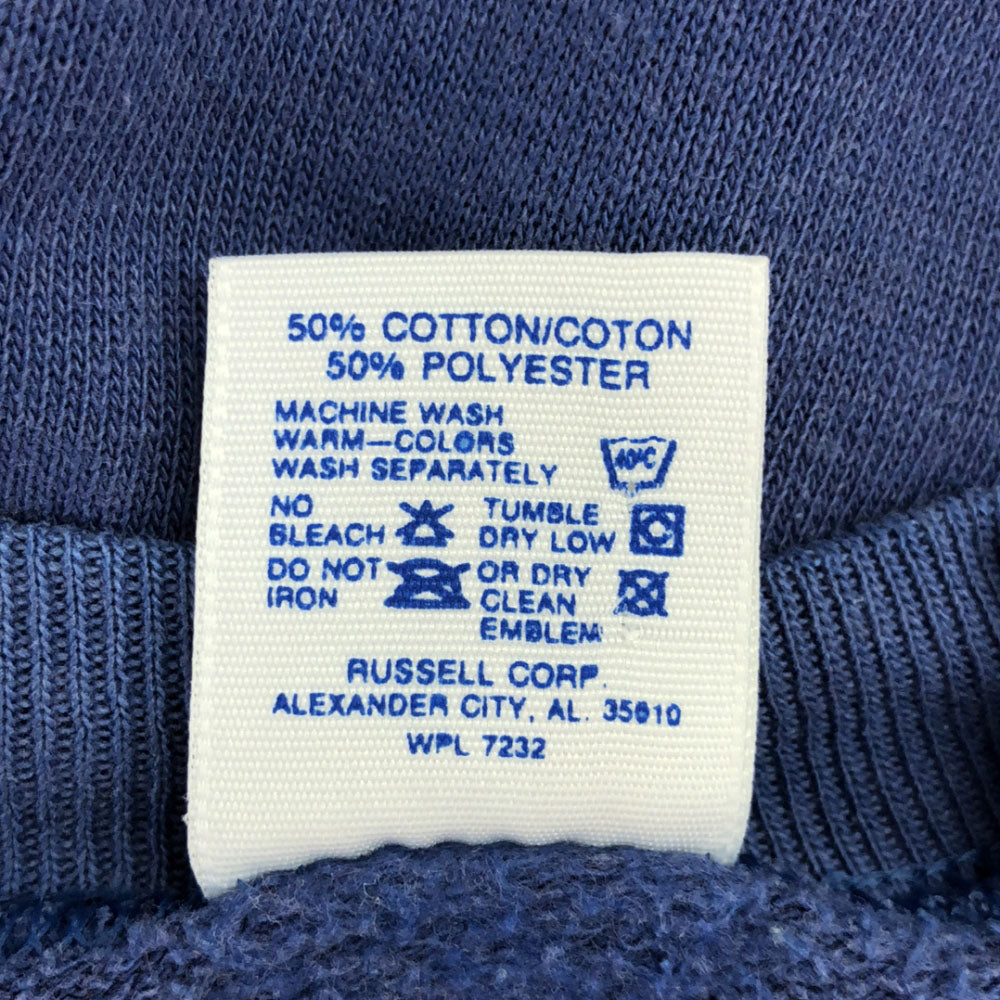 50% COTTON/COTON
50% POLYESTER
MACHINE WASH
WARM—COLORS
WASH SEPARATELY
40°C
NO
BLEACH
TUMBLE
DRY LOW
DO NOT
IRON
OR DRY
CLEAN
EMBLEM
RUSSELL CORP.
ALEXANDER CITY, AL. 35010
WPL 7232